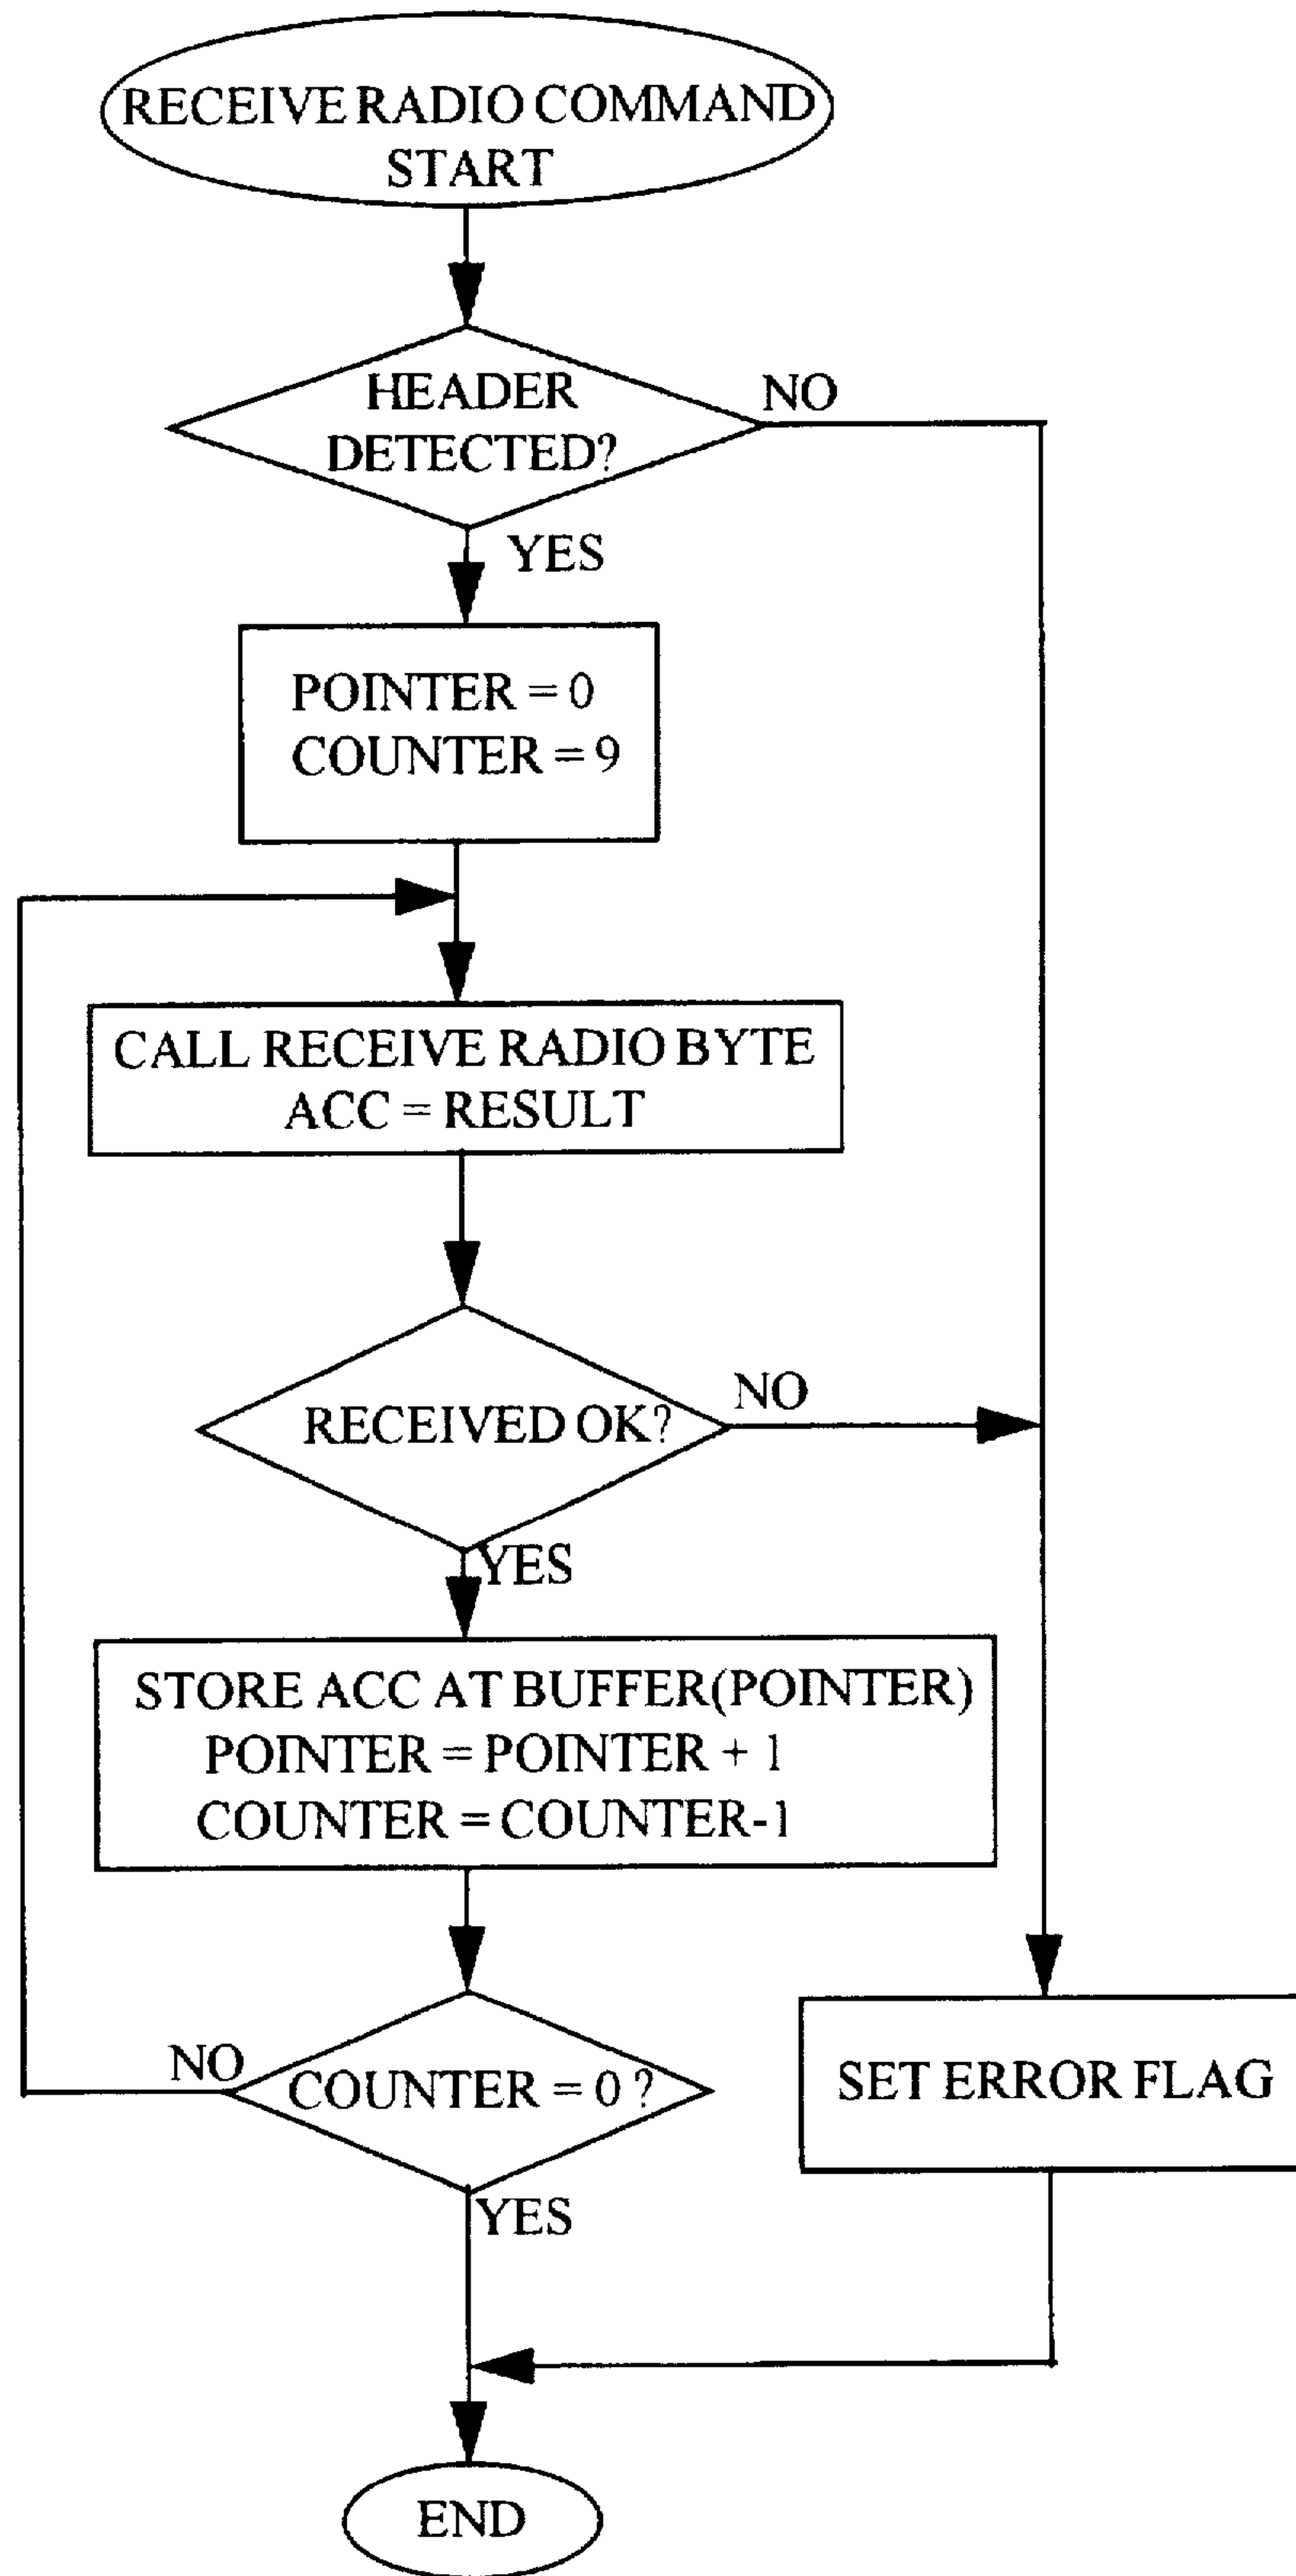 RECEIVE RADIO COMMAND
START
HEADER
DETECTED?
NO
YES
POINTER = 0
COUNTER = 9
CALL RECEIVE RADIO BYTE
ACC = RESULT
RECEIVED OK?
NO
YES
STORE ACC AT BUFFER(POINTER)
POINTER = POINTER + 1
COUNTER = COUNTER-1
NO
COUNTER = 0 ?
YES
SET ERROR FLAG
END